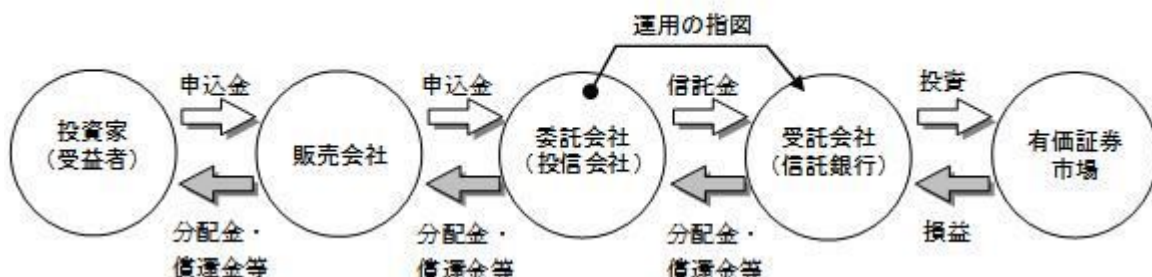 運用の指図
申込金
申込金
信託金
投資
投資家
(受益者)
販売会社
委託会社
(投信会社)
受託会社
(信託銀行)
有価証券
市場
分配金・
償還金等
分配金・
償還金等
分配金・
償還金等
損益